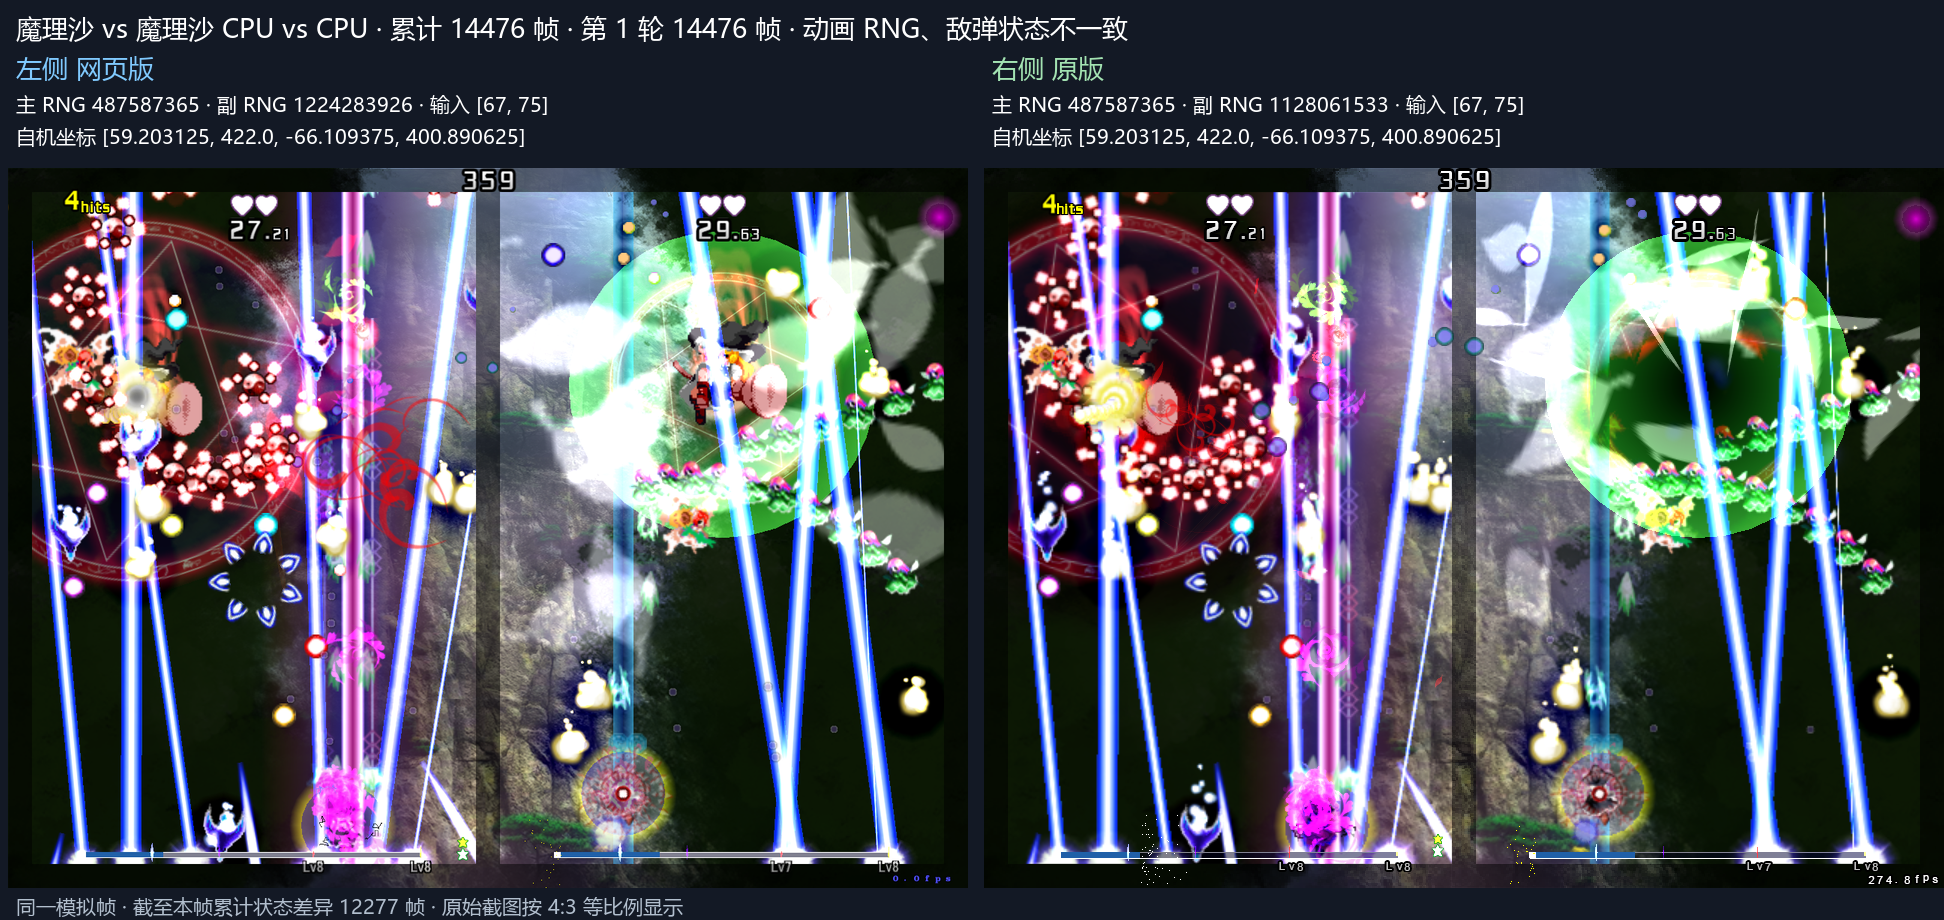 魔理沙 vs 魔理沙 CPU vs CPU · 累计 14476 帧 · 第 1 轮 14476 帧 · 动画 RNG、敌弹状态不一致
左侧 网页版
主 RNG 487587365 · 副 RNG 1224283926 · 输入 [67, 75]
自机坐标 [59.203125, 422.0, -66.109375, 400.890625]
右侧 原版
主 RNG 487587365 · 副 RNG 1128061533 · 输入 [67, 75]
自机坐标 [59.203125, 422.0, -66.109375, 400.890625]
359
4hits
27.21
29.63
Lv8
Lv8
Lv7
Lv8
0.0fps
359
4hits
27.21
29.63
Lv8
Lv8
Lv7
Lv8
274.8fps
同一模拟帧 · 截至本帧累计状态差异 12277 帧 · 原始截图按 4:3 等比例显示